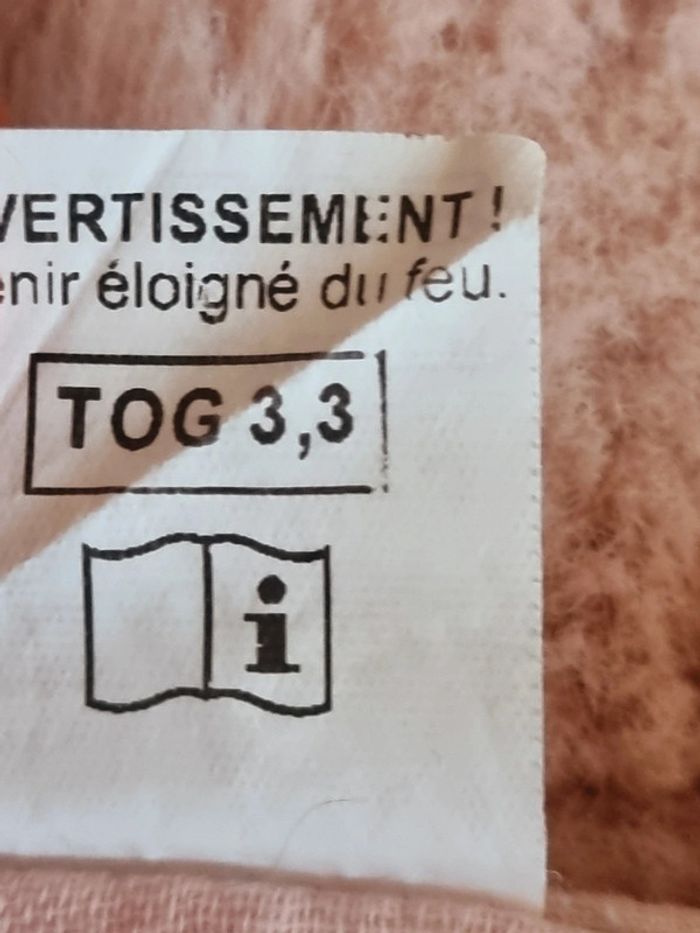 VERTISSEMENT !
enir éloigné du feu.
TOG 3,3
i